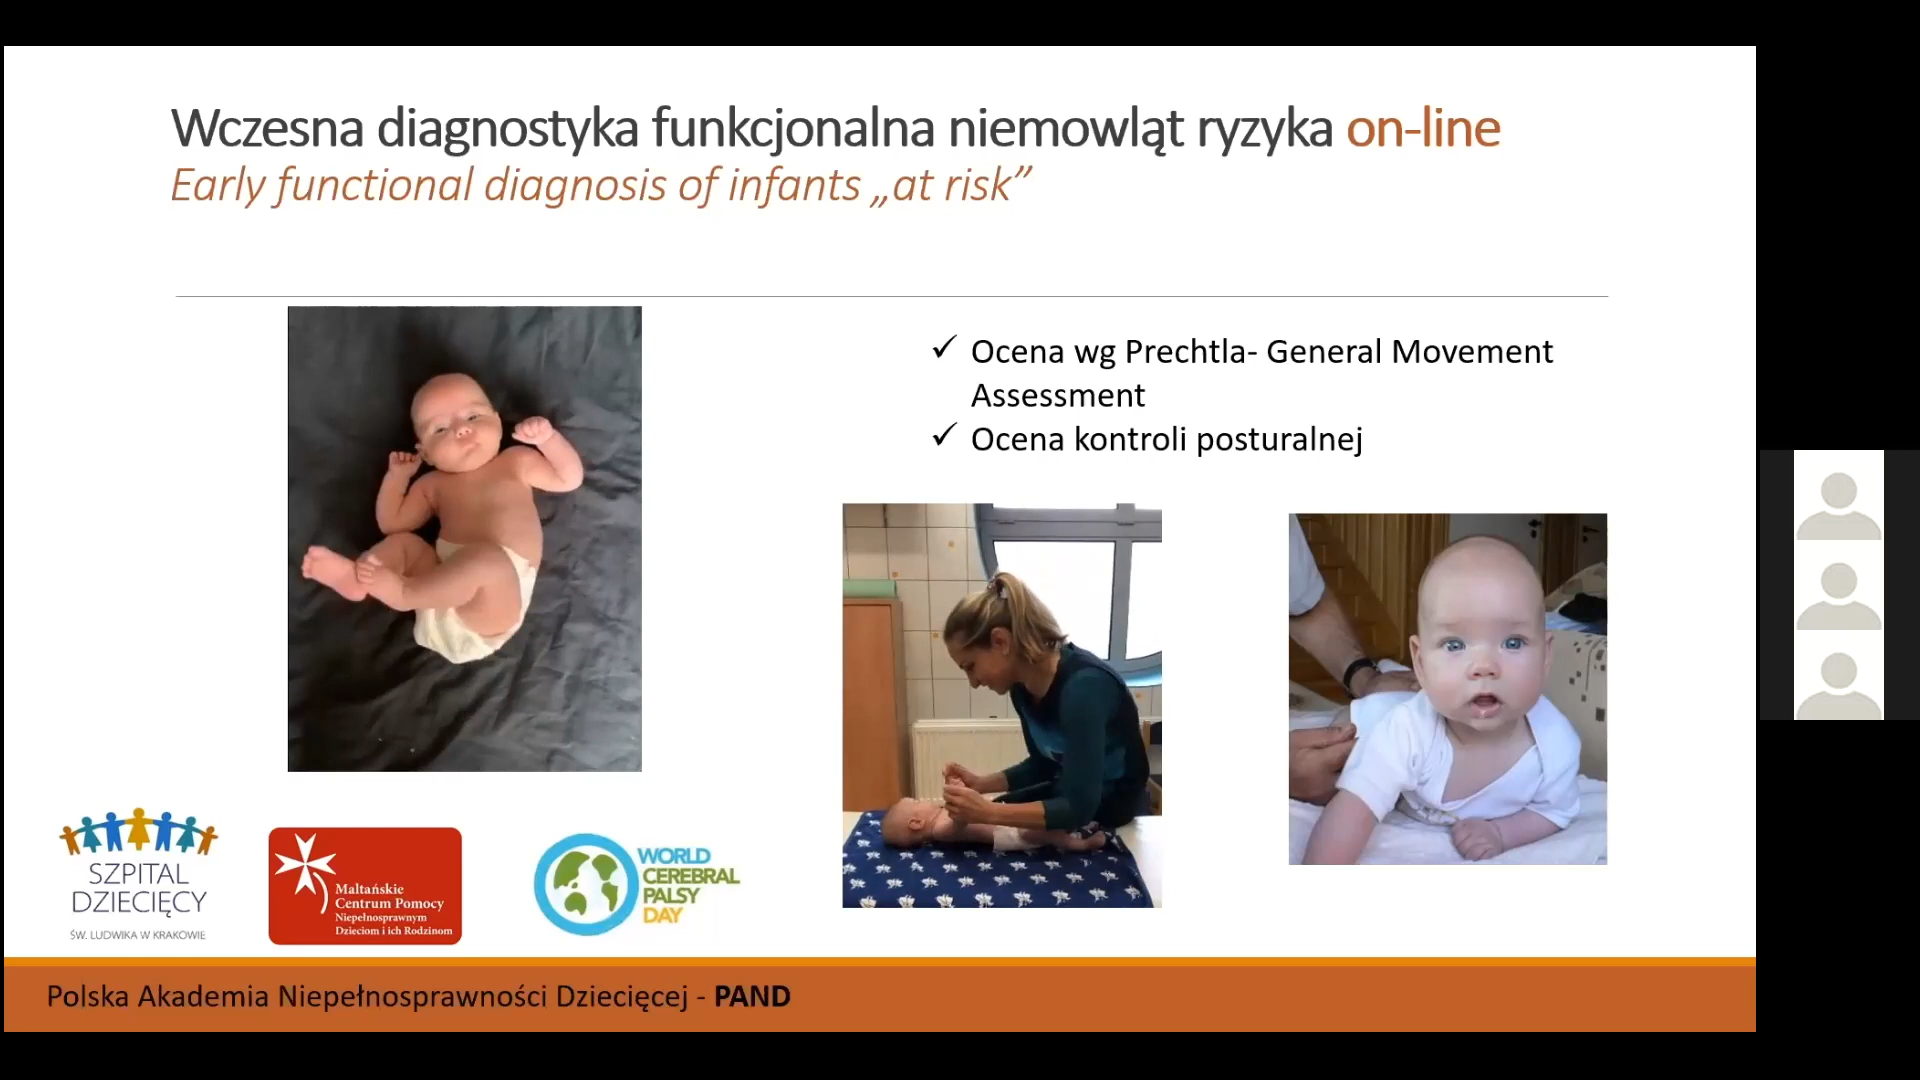 Wczesna diagnostyka funkcjonalna niemowląt ryzyka on-line
Early functional diagnosis of infants „at risk”
✓ Ocena wg Prechtla- General Movement
Assessment
✓ Ocena kontroli posturalnej
SZPITAL
DZIECIĘCY
ŚW. LUDWIKA W KRAKOWIE
Maltańskie
Centrum Pomocy
Niepełnosprawnym
Dzieciom i ich Rodzinom
WORLD
CEREBRAL
PALSY
DAY
Polska Akademia Niepełnosprawności Dziecięcej - PAND